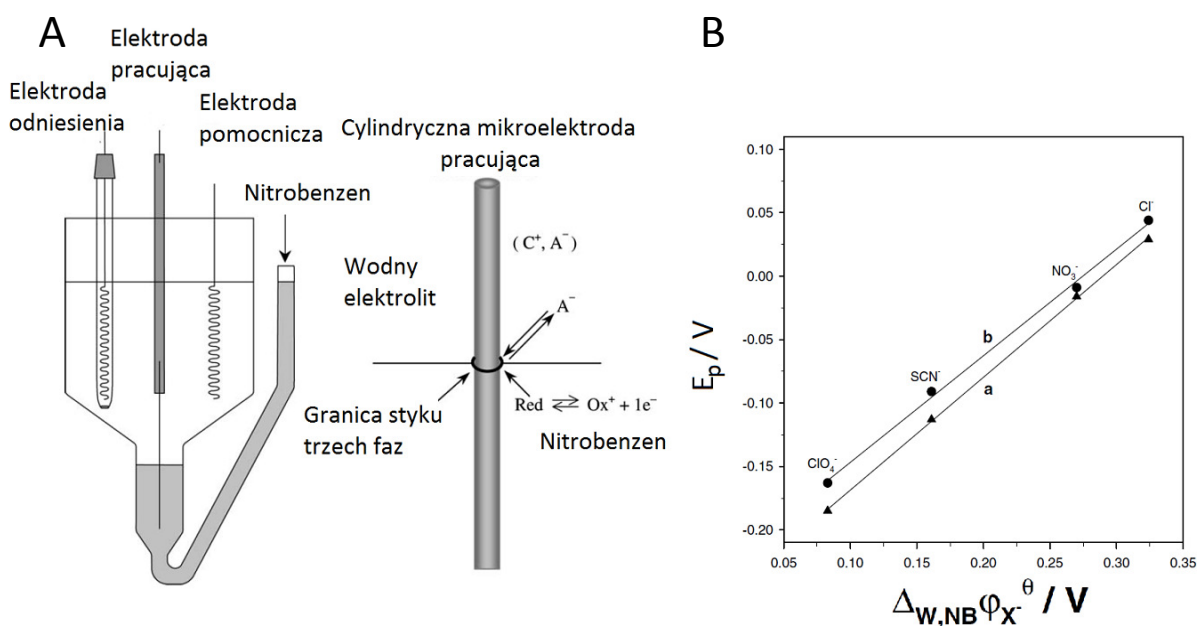 A
B
Elektroda
pracująca
Elektroda
odniesienia
Elektroda
pomocnicza
Nitrobenzen
Cylindryczna mikroelektroda
pracująca
Wodny
elektrolit
(C⁺, A⁻)
A⁻
Granica styku
trzech faz
Red ⇌ Ox⁺ + 1e⁻
Nitrobenzen
0.10
0.05
0.00
-0.05
-0.10
-0.15
-0.20
E_p / V
Cl⁻
NO₃⁻
b
SCN⁻
a
ClO₄⁻
0.05 0.10 0.15 0.20 0.25 0.30 0.35
Δ_W,NB φ_X⁻^θ / V